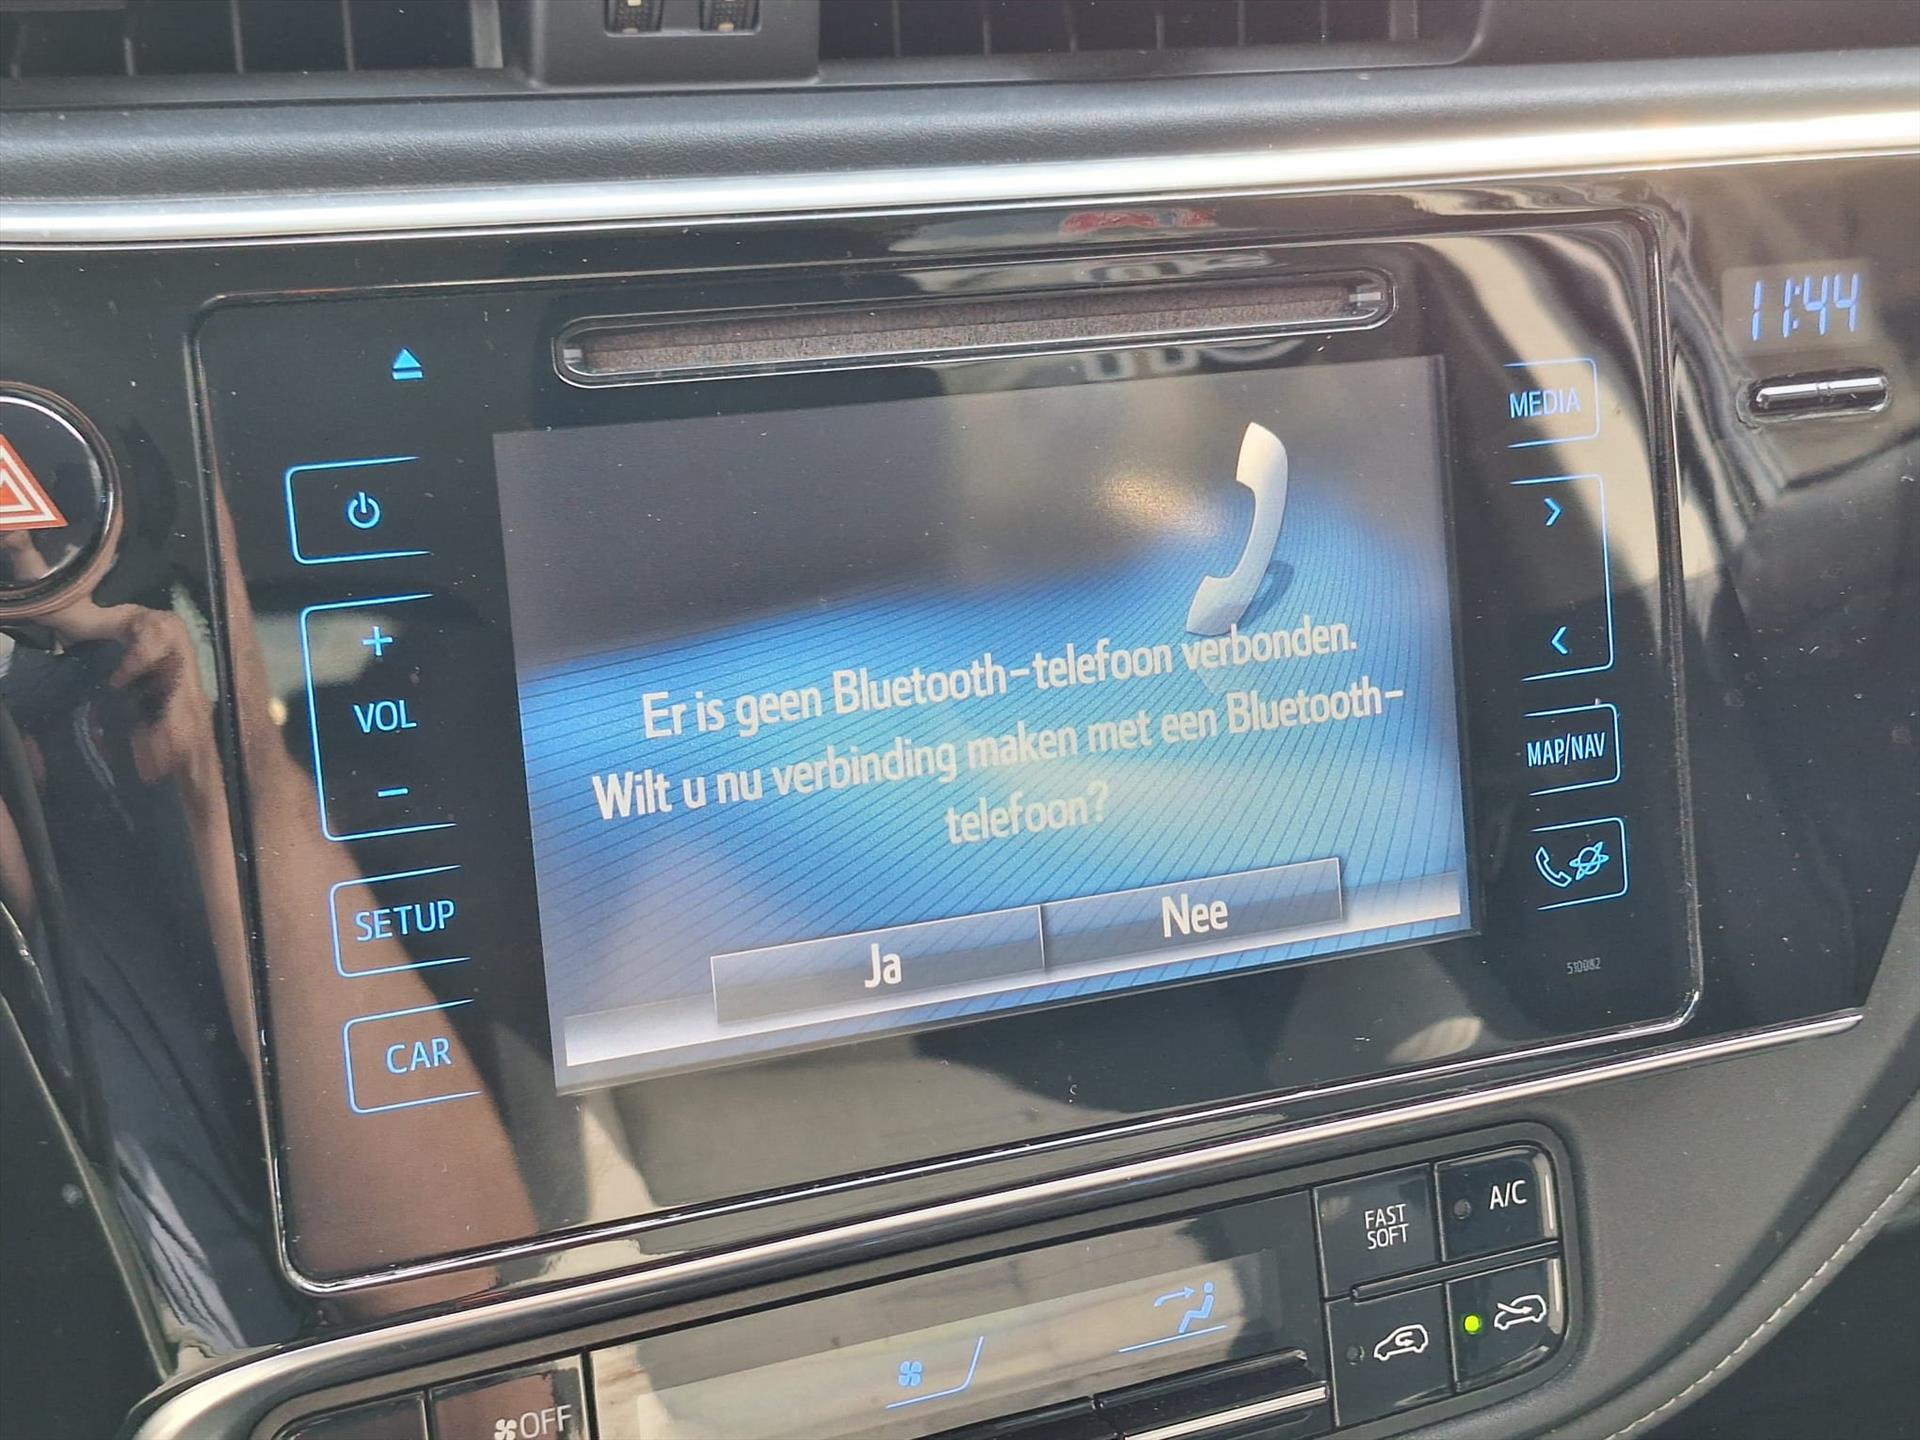 11:44
MEDIA
VOL
MAP/NAV
SETUP
CAR
Er is geen Bluetooth-telefoon verbonden.
Wilt u nu verbinding maken met een Bluetooth-
telefoon?
Ja
Nee
510082
FAST
SOFT
A/C
OFF